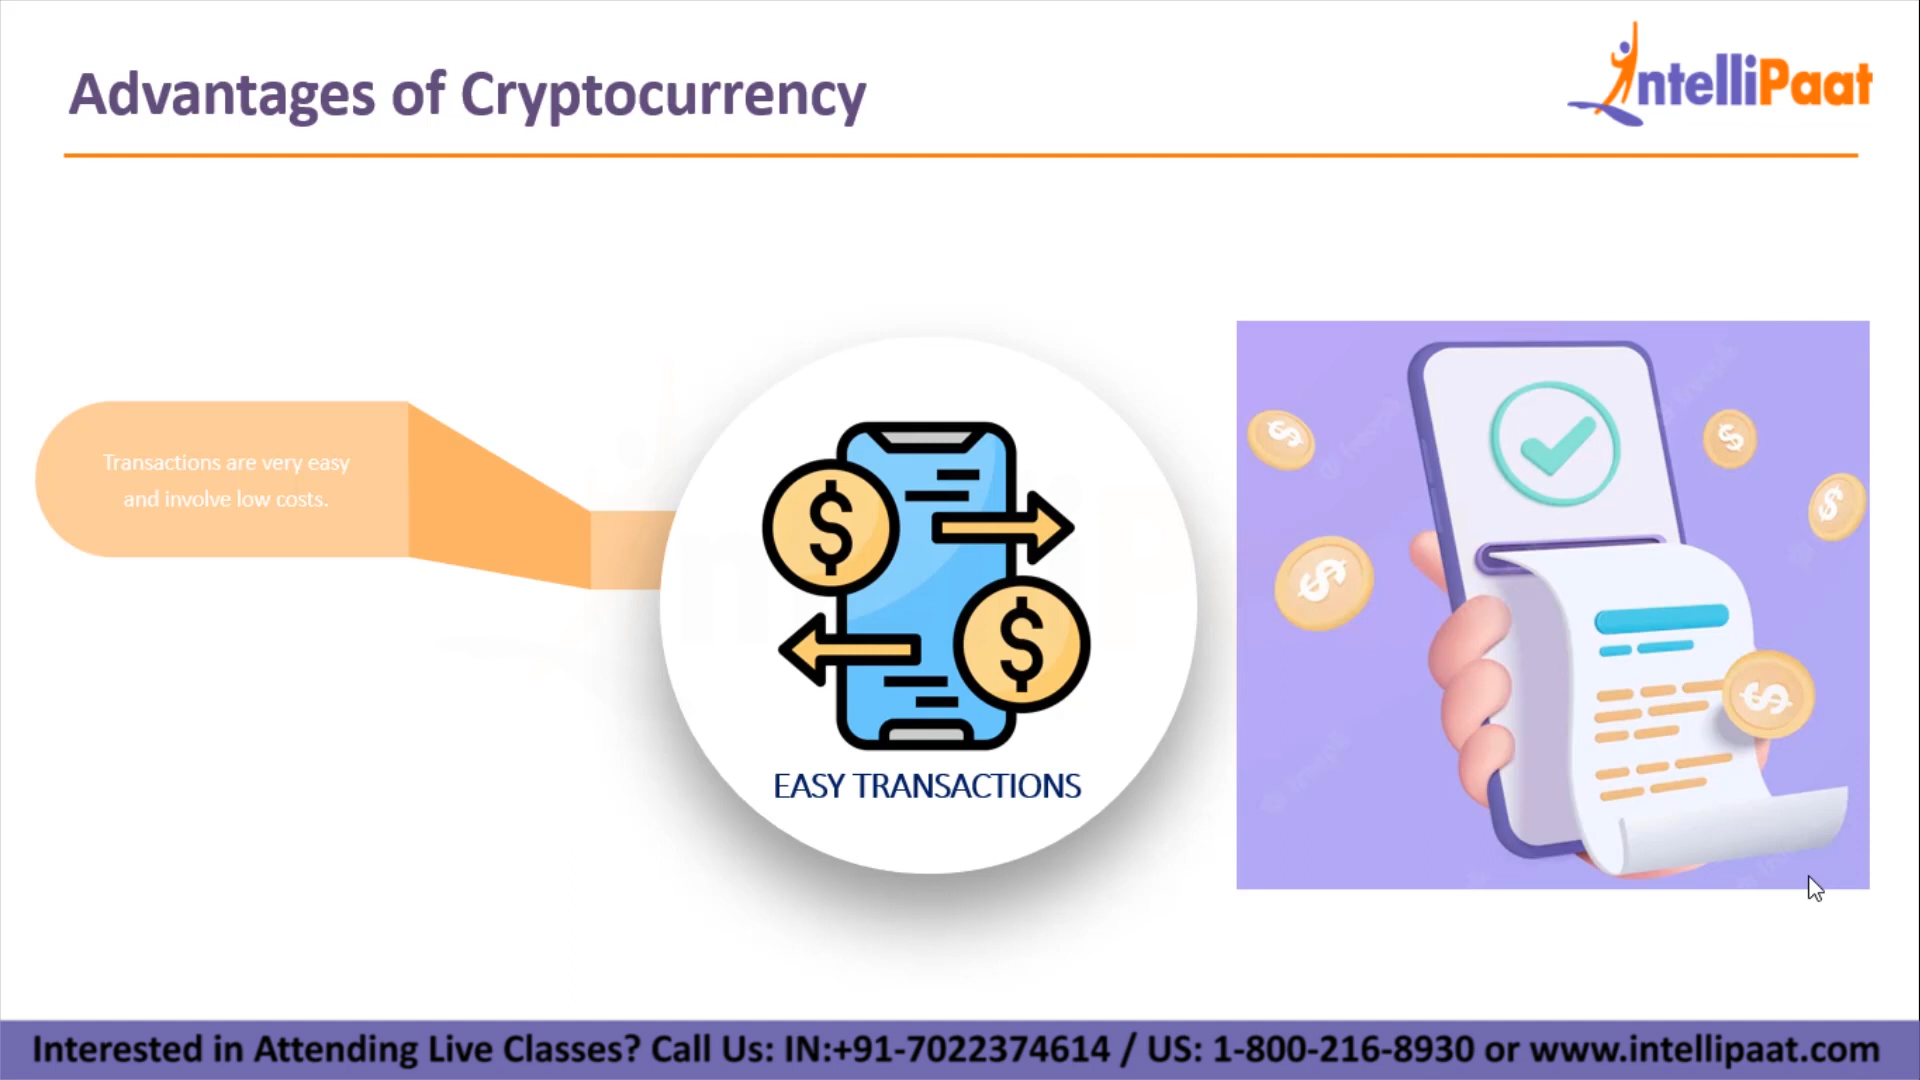 Advantages of Cryptocurrency
IntelliPaat
Transactions are very easy
and involve low costs.
EASY TRANSACTIONS
Interested in Attending Live Classes? Call Us: IN:+91-7022374614 / US: 1-800-216-8930 or www.intellipaat.com